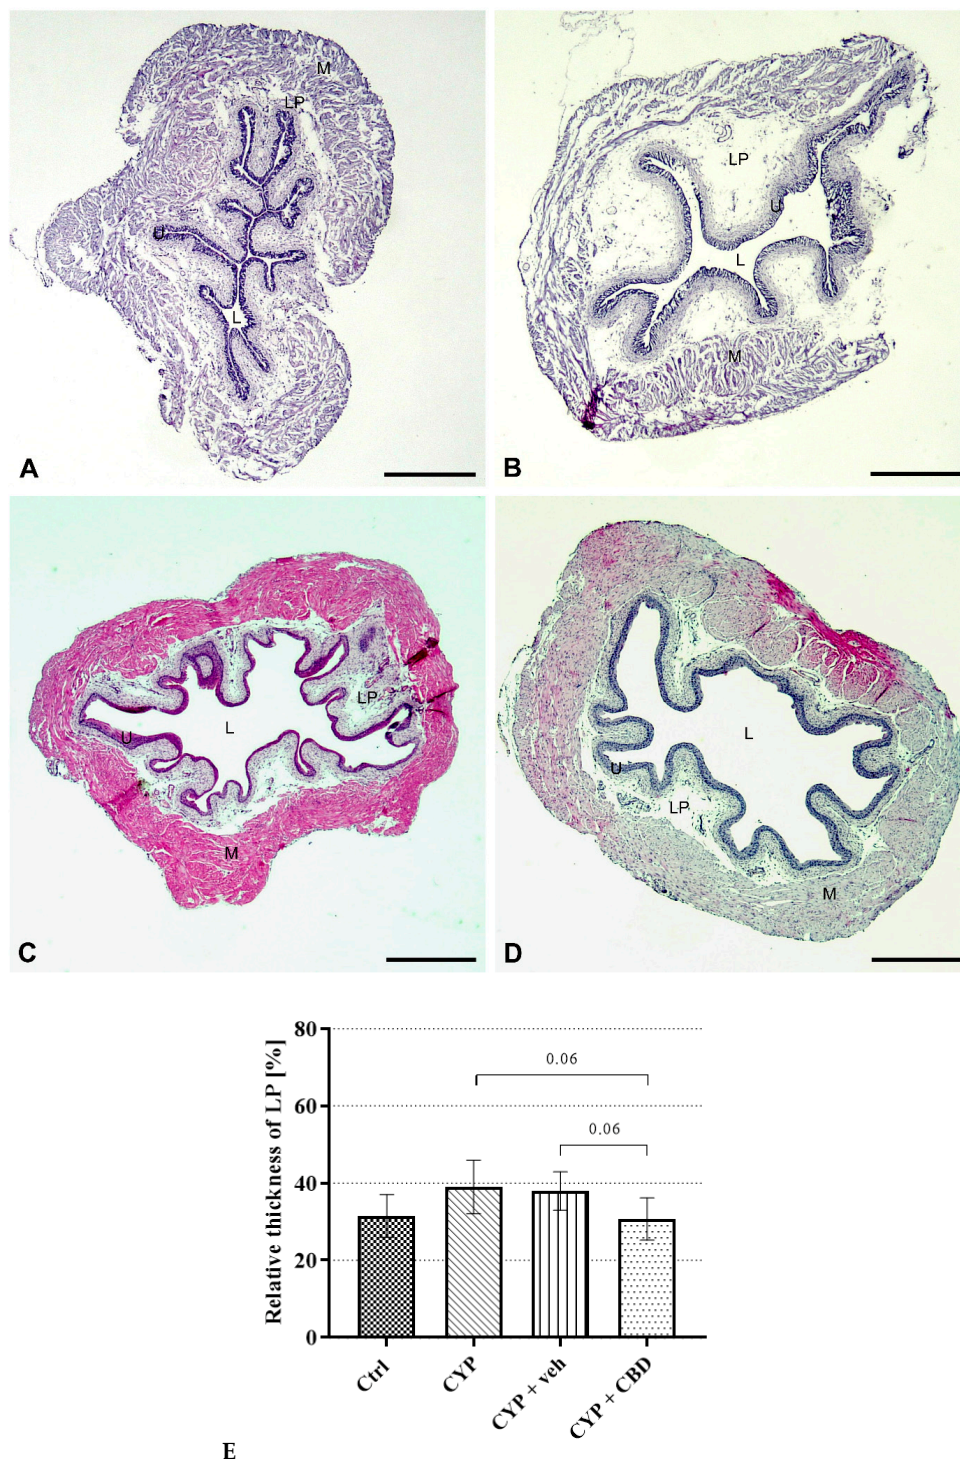 M
LP
U
L
A
LP
U
L
M
B
LP
U
L
M
C
L
U
LP
M
D
Relative thickness of LP [%]
80
60
40
20
0
0.06
0.06
Ctrl
CYP
CYP + veh
CYP + CBD
E